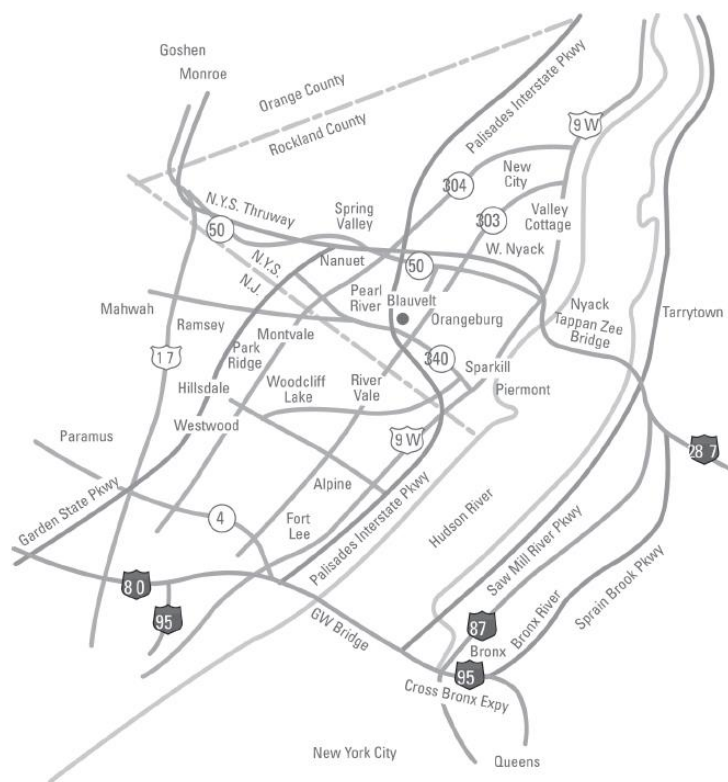 Goshen
Monroe
Orange County
Rockland County
Palisades Interstate Pkwy
9W
304
New
City
303
Valley
Cottage
N.Y.S. Thruway
50
Spring
Valley
W. Nyack
Nanuet
50
N.Y.S.
N.J.
Pearl
River
Blauvelt
Mahwah
Ramsey
Montvale
Orangeburg
Nyack
Tappan Zee
Bridge
Tarrytown
17
Park
Ridge
340
Sparkill
Hillsdale
Woodcliff
Lake
River
Vale
Piermont
Westwood
Paramus
9W
287
Garden State Pkwy
4
Alpine
Fort
Lee
Palisades Interstate Pkwy
Hudson River
Saw Mill River Pkwy
Sprain Brook Pkwy
80
95
GW Bridge
87
Bronx River
Bronx
95
Cross Bronx Expy
New York City
Queens